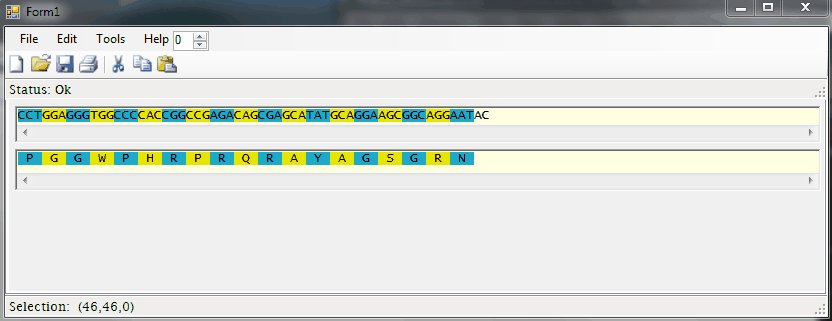 Form1
File Edit Tools Help 0
Status: Ok
CCTGGAGGGTGGCCCCACCGGCCGAGACAGCGAGCATATGCAGGAAGCGGCAGGAATAC
P G G W P H R P R Q R A Y A G S G R N
Selection: (46,46,0)